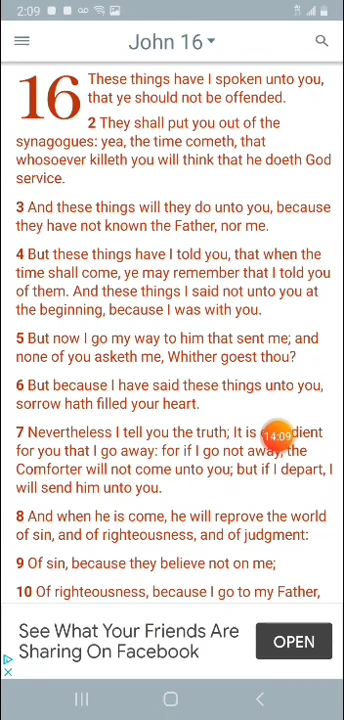 2:09
John 16
16 These things have I spoken unto you,
that ye should not be offended.
2 They shall put you out of the
synagogues: yea, the time cometh, that
whosoever killeth you will think that he doeth God
service.
3 And these things will they do unto you, because
they have not known the Father, nor me.
4 But these things have I told you, that when the
time shall come, ye may remember that I told you
of them. And these things I said not unto you at
the beginning, because I was with you.
5 But now I go my way to him that sent me; and
none of you asketh me, Whither goest thou?
6 But because I have said these things unto you,
sorrow hath filled your heart.
7 Nevertheless I tell you the truth; It is 14:09
for you that I go away: for if I go not away, the
Comforter will not come unto you; but if I depart, I
will send him unto you.
8 And when he is come, he will reprove the world
of sin, and of righteousness, and of judgment:
9 Of sin, because they believe not on me;
10 Of righteousness, because I go to my Father,
See What Your Friends Are
Sharing On Facebook
OPEN